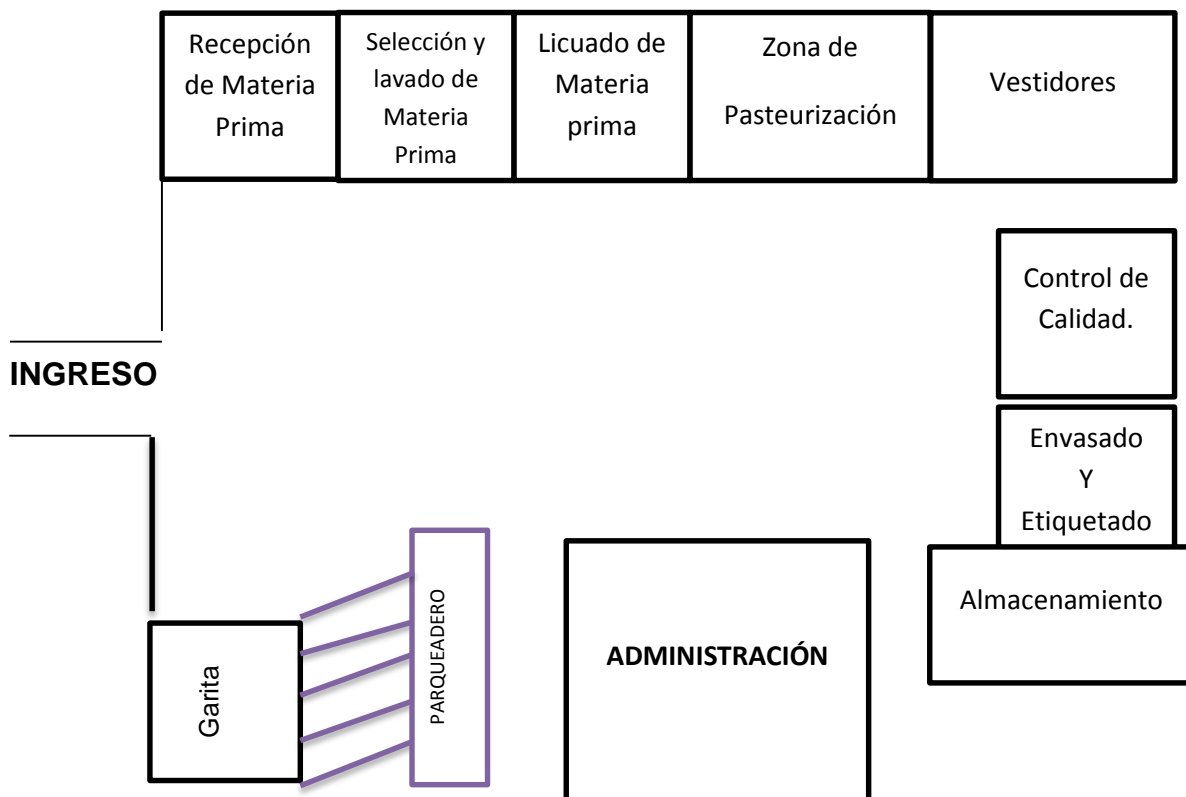 Recepción
de Materia
Prima
Selección y
lavado de
Materia
Prima
Licuado de
Materia
prima
Zona de
Pasteurización
Vestidores
Control de
Calidad.
INGRESO
Envasado
Y
Etiquetado
Almacenamiento
Garita
PARQUEADERO
ADMINISTRACIÓN